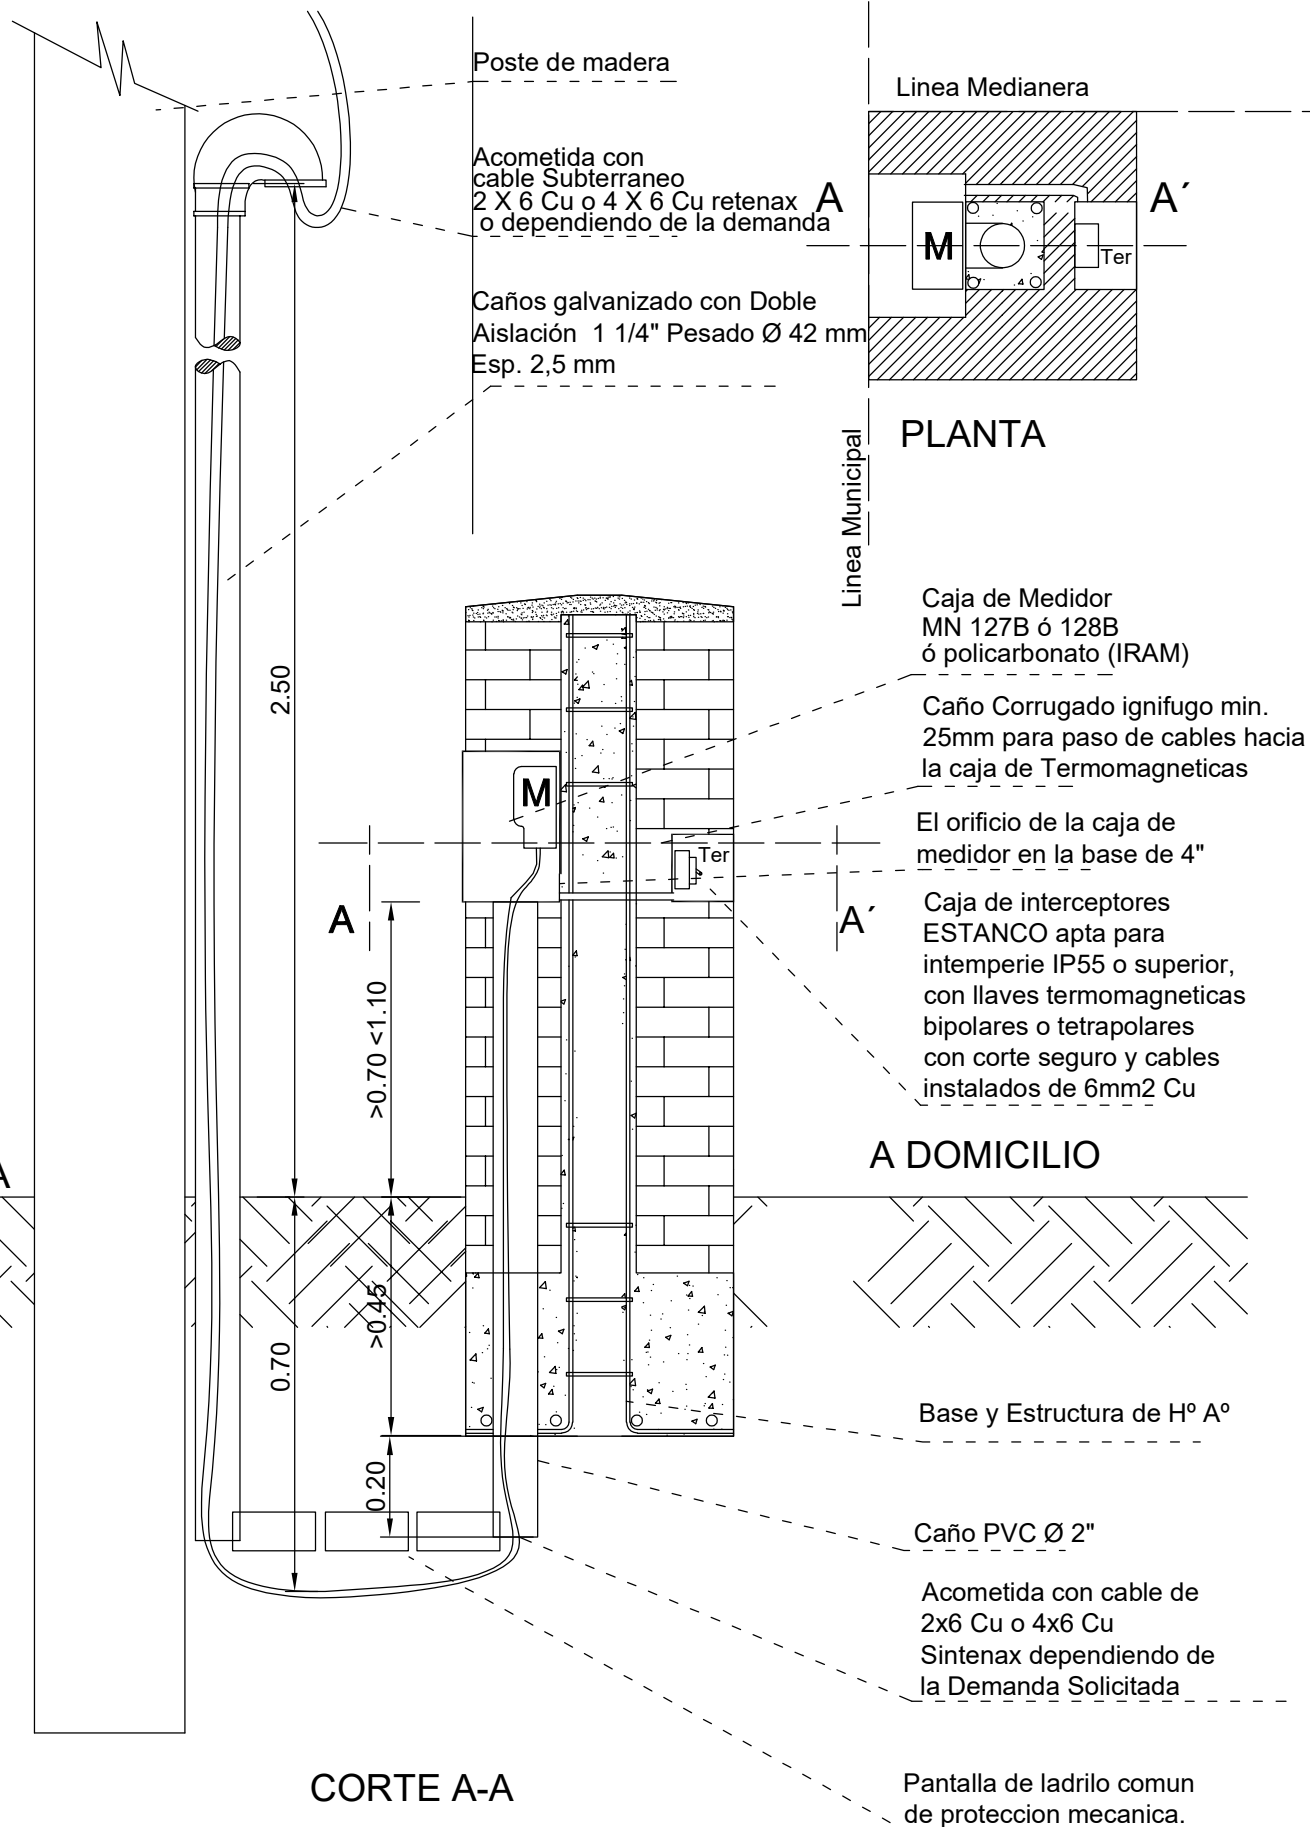 Poste de madera
Linea Medianera
Acometida con
cable Subterraneo
2 X 6 Cu o 4 X 6 Cu retenax
o dependiendo de la demanda
A
A´
M
Ter
Caños galvanizado con Doble
Aislación 1 1/4" Pesado Ø 42 mm
Esp. 2,5 mm
PLANTA
Linea Municipal
Caja de Medidor
MN 127B ó 128B
ó policarbonato (IRAM)
2.50
Caño Corrugado ignifugo min.
25mm para paso de cables hacia
la caja de Termomagneticas
M
El orificio de la caja de
medidor en la base de 4"
Ter
A
A´
Caja de interceptores
ESTANCO apta para
intemperie IP55 o superior,
con llaves termomagneticas
bipolares o tetrapolares
con corte seguro y cables
instalados de 6mm2 Cu
>0.70 <1.10
A DOMICILIO
A
>0.45
0.70
Base y Estructura de Hº Aº
0.20
Caño PVC Ø 2"
Acometida con cable de
2x6 Cu o 4x6 Cu
Sintenax dependiendo de
la Demanda Solicitada
CORTE A-A
Pantalla de ladrilo comun
de proteccion mecanica.